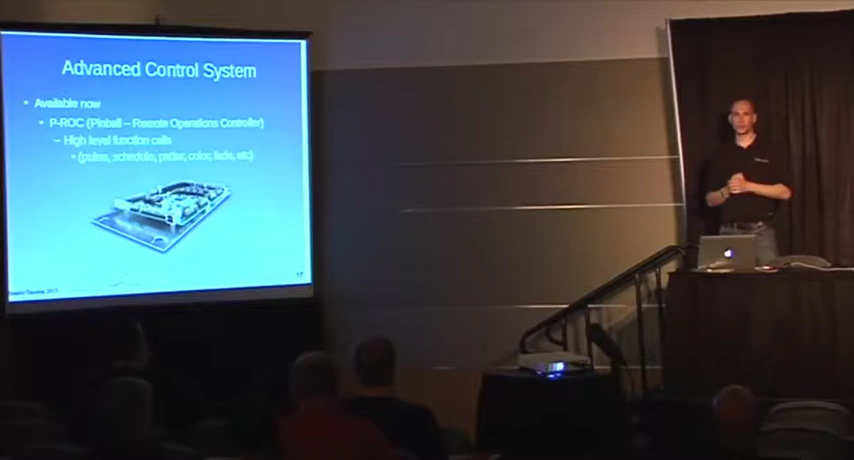 Advanced Control System
• Available now
• P-ROC (Pinball – Remote Operations Controller)
– High level function calls
• (pulse, schedule, patter, color, fade, etc)
17